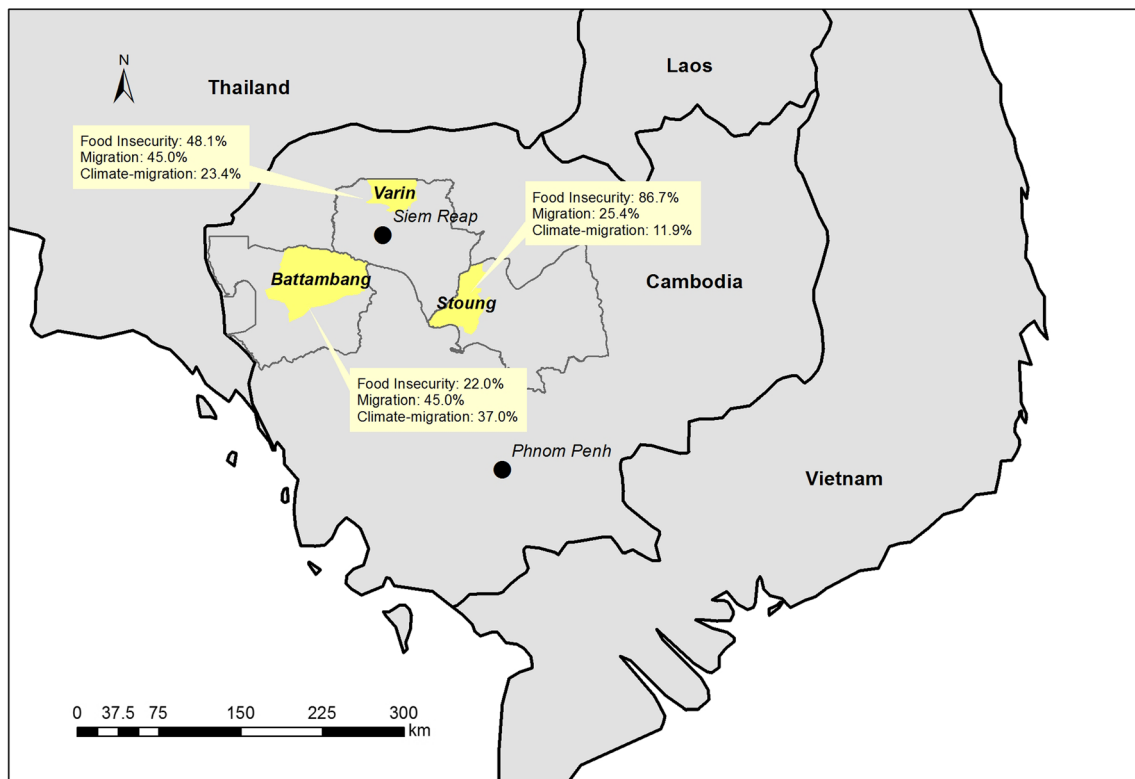 N
Thailand
Laos
Food Insecurity: 48.1%
Migration: 45.0%
Climate-migration: 23.4%
Varin
Siem Reap
Food Insecurity: 86.7%
Migration: 25.4%
Climate-migration: 11.9%
Battambang
Stoung
Cambodia
Food Insecurity: 22.0%
Migration: 45.0%
Climate-migration: 37.0%
Phnom Penh
Vietnam
0 37.5 75 150 225 300
km